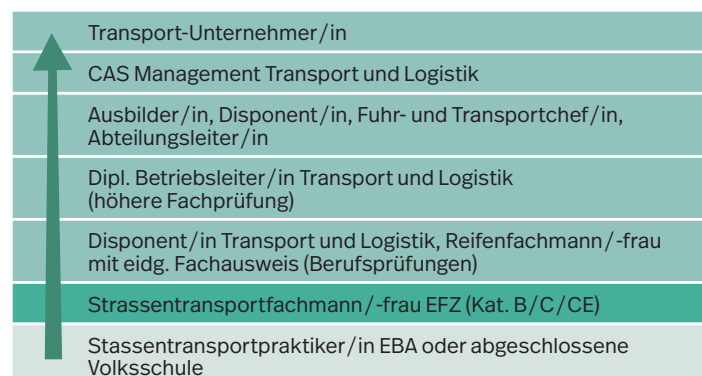 Transport-Unternehmer/in
CAS Management Transport und Logistik
Ausbilder/in, Disponent/in, Fuhr- und Transportchef/in,
Abteilungsleiter/in
Dipl. Betriebsleiter/in Transport und Logistik
(höhere Fachprüfung)
Disponent/in Transport und Logistik, Reifenfachmann/-frau
mit eidg. Fachausweis (Berufsprüfungen)
Strassentransportfachmann/-frau EFZ (Kat. B/C/CE)
Stassentransportpraktiker/in EBA oder abgeschlossene
Volksschule